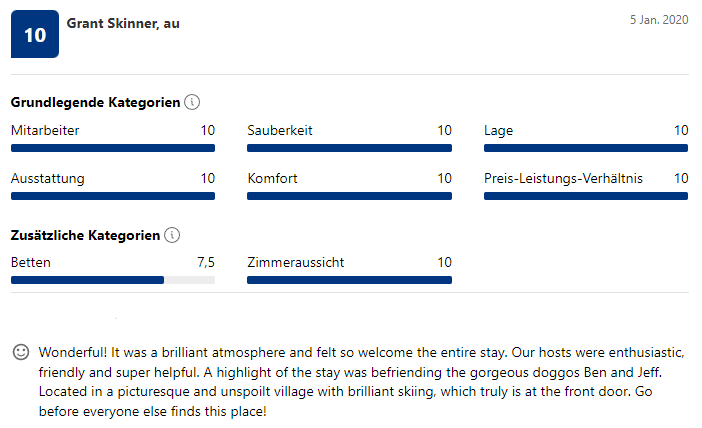 10
Grant Skinner, au
5 Jan. 2020
Grundlegende Kategorien
Mitarbeiter 10
Sauberkeit 10
Lage 10
Ausstattung 10
Komfort 10
Preis-Leistungs-Verhältnis 10
Zusätzliche Kategorien
Betten 7,5
Zimmeraussicht 10
Wonderful! It was a brilliant atmosphere and felt so welcome the entire stay. Our hosts were enthusiastic,
friendly and super helpful. A highlight of the stay was befriending the gorgeous doggos Ben and Jeff.
Located in a picturesque and unspoilt village with brilliant skiing, which truly is at the front door. Go
before everyone else finds this place!